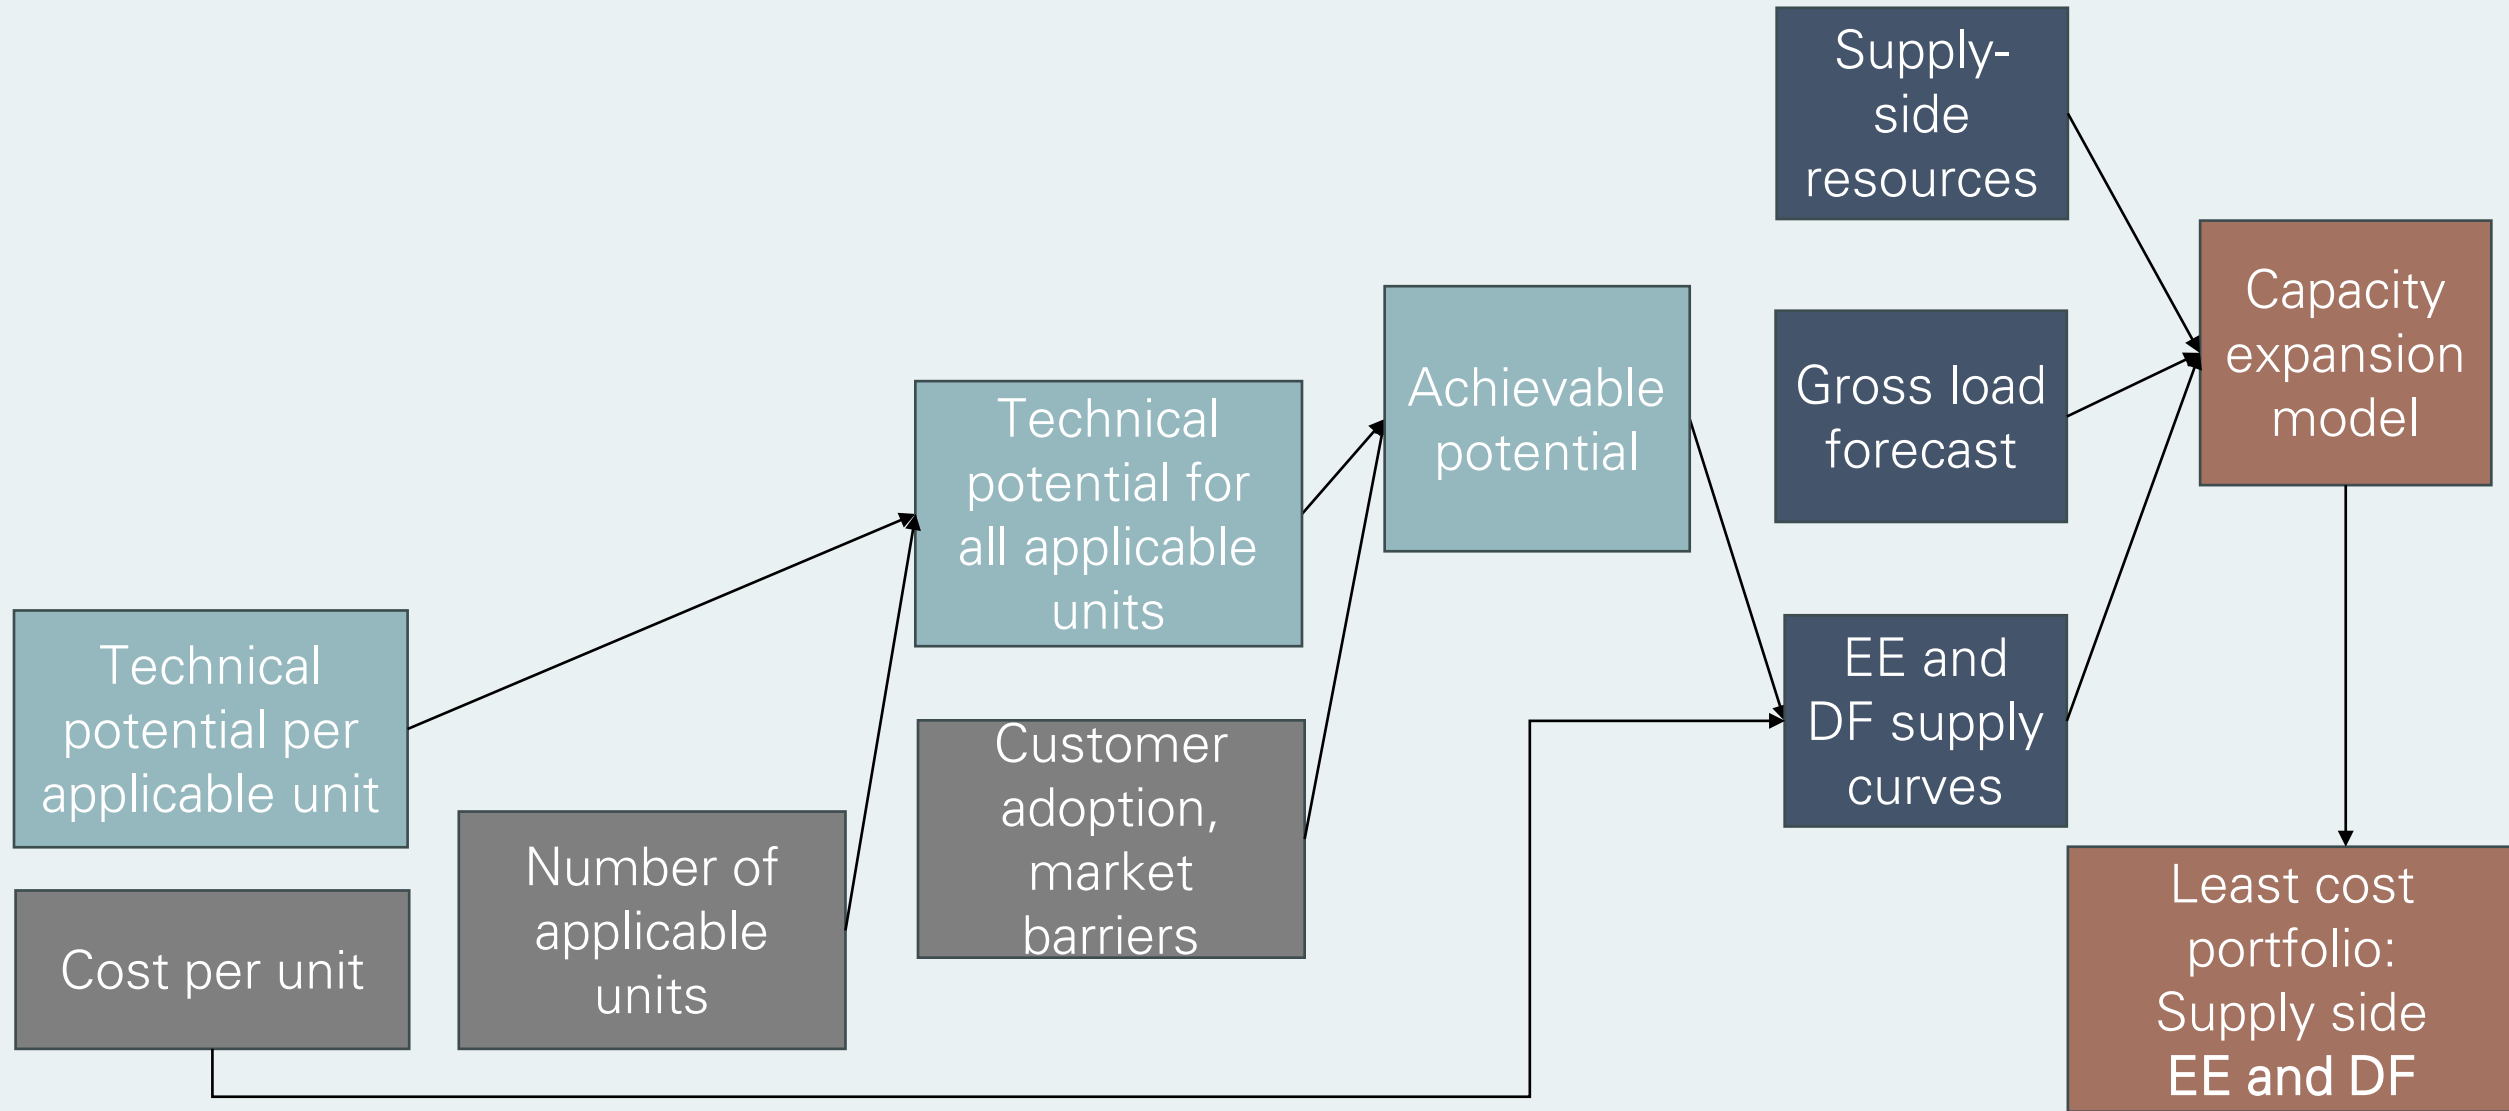 Technical
potential per
applicable unit
Cost per unit
Number of
applicable
units
Technical
potential for
all applicable
units
Customer
adoption,
market
barriers
Achievable
potential
Supply-
side
resources
Gross load
forecast
EE and
DF supply
curves
Capacity
expansion
model
Least cost
portfolio:
Supply side
EE and DF